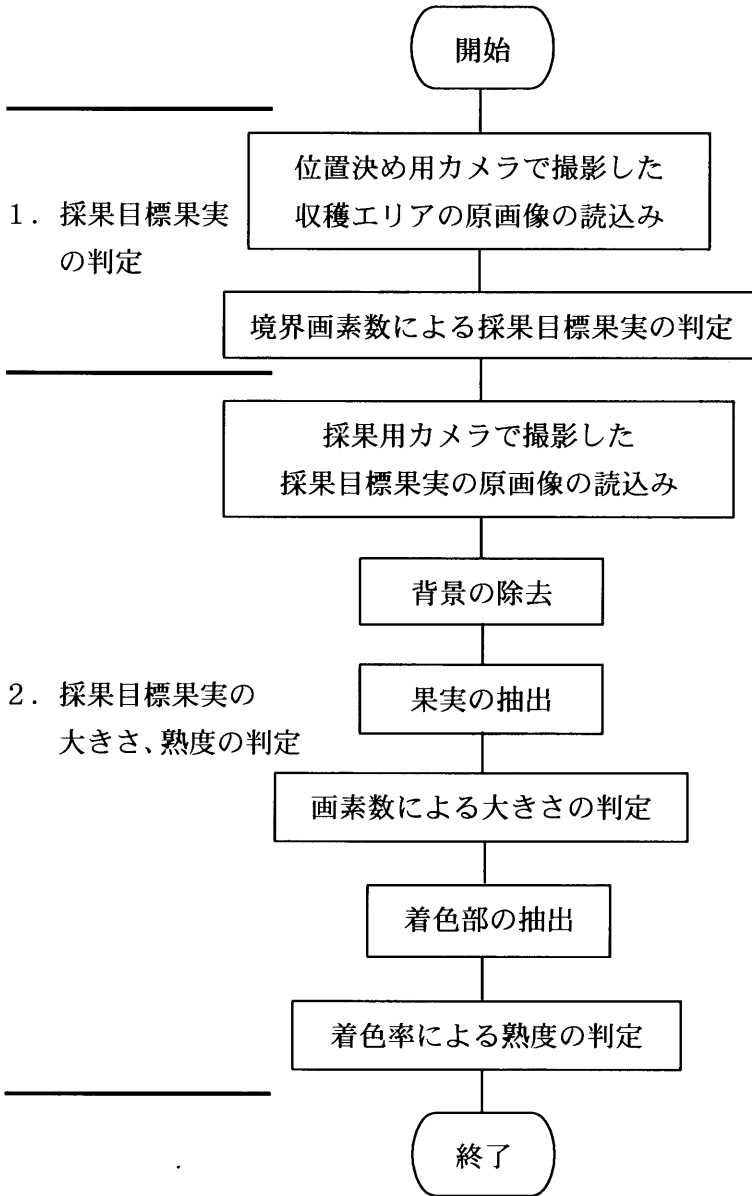 開始
1. 採果目標果実
の判定
位置決め用カメラで撮影した
収穫エリアの原画像の読込み
境界画素数による採果目標果実の判定
2. 採果目標果実の
大きさ、熟度の判定
採果用カメラで撮影した
採果目標果実の原画像の読込み
背景の除去
果実の抽出
画素数による大きさの判定
着色部の抽出
着色率による熟度の判定
終了